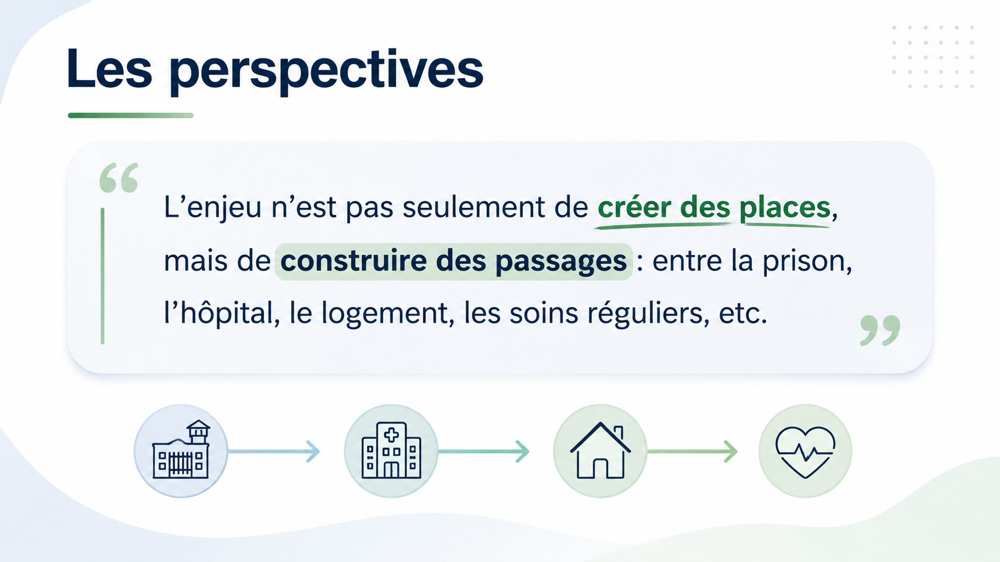 Les perspectives
“
L’enjeu n’est pas seulement de créer des places,
mais de construire des passages : entre la prison,
l’hôpital, le logement, les soins réguliers, etc.
”